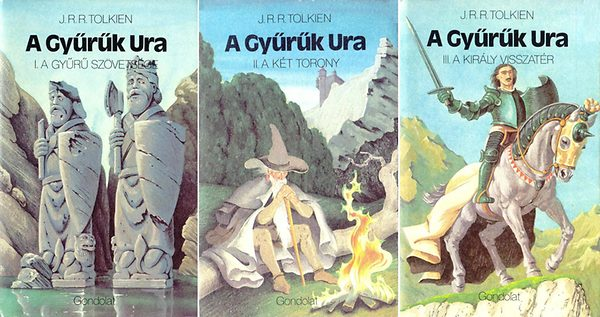 J.R.R.TOLKIEN
A Gyűrűk Ura
I. A GYŰRŰ SZÖVETSÉGE
Gondolat
J.R.R.TOLKIEN
A Gyűrűk Ura
II. A KÉT TORONY
Gondolat
J.R.R.TOLKIEN
A Gyűrűk Ura
III. A KIRÁLY VISSZATÉR
Gondolat